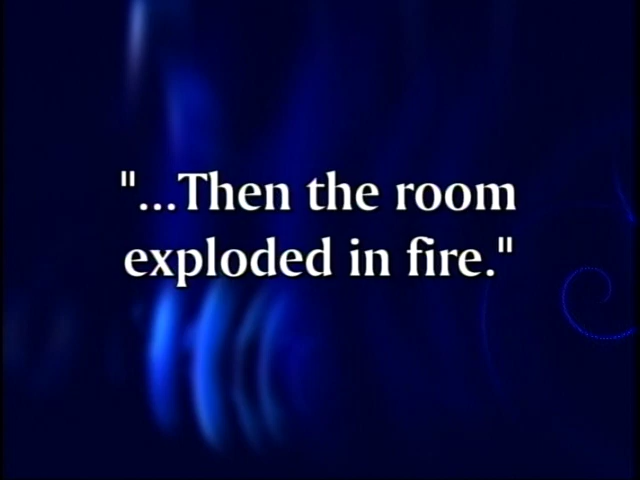 "...Then the room
exploded in fire."